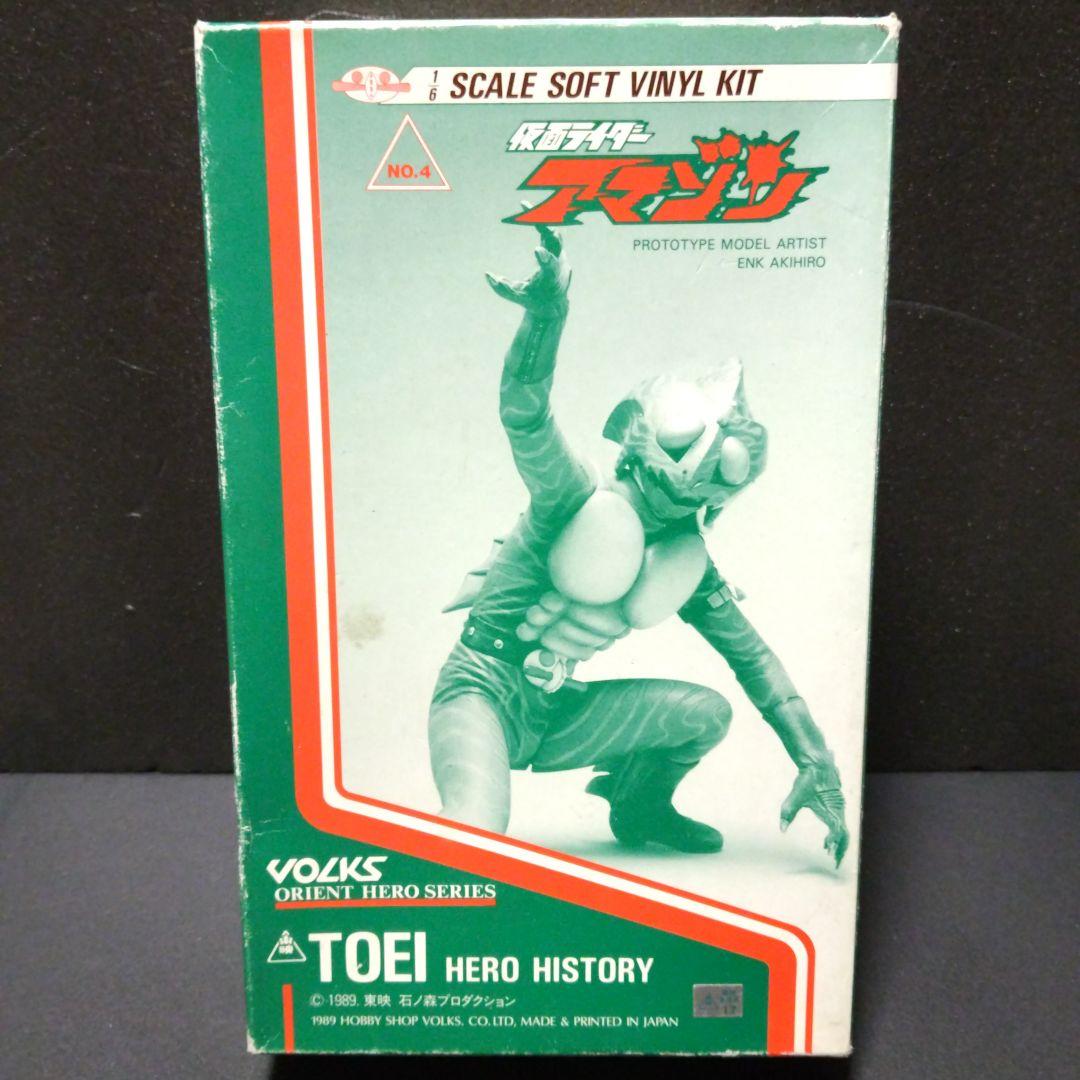 1/6 SCALE SOFT VINYL KIT
NO.4
仮面ライダー
アマゾン
PROTOTYPE MODEL ARTIST
ENK AKIHIRO
VOLKS
ORIENT HERO SERIES
東映
TOEI HERO HISTORY
©1989. 東映 石ノ森プロダクション
1989 HOBBY SHOP VOLKS. CO.LTD, MADE & PRINTED IN JAPAN